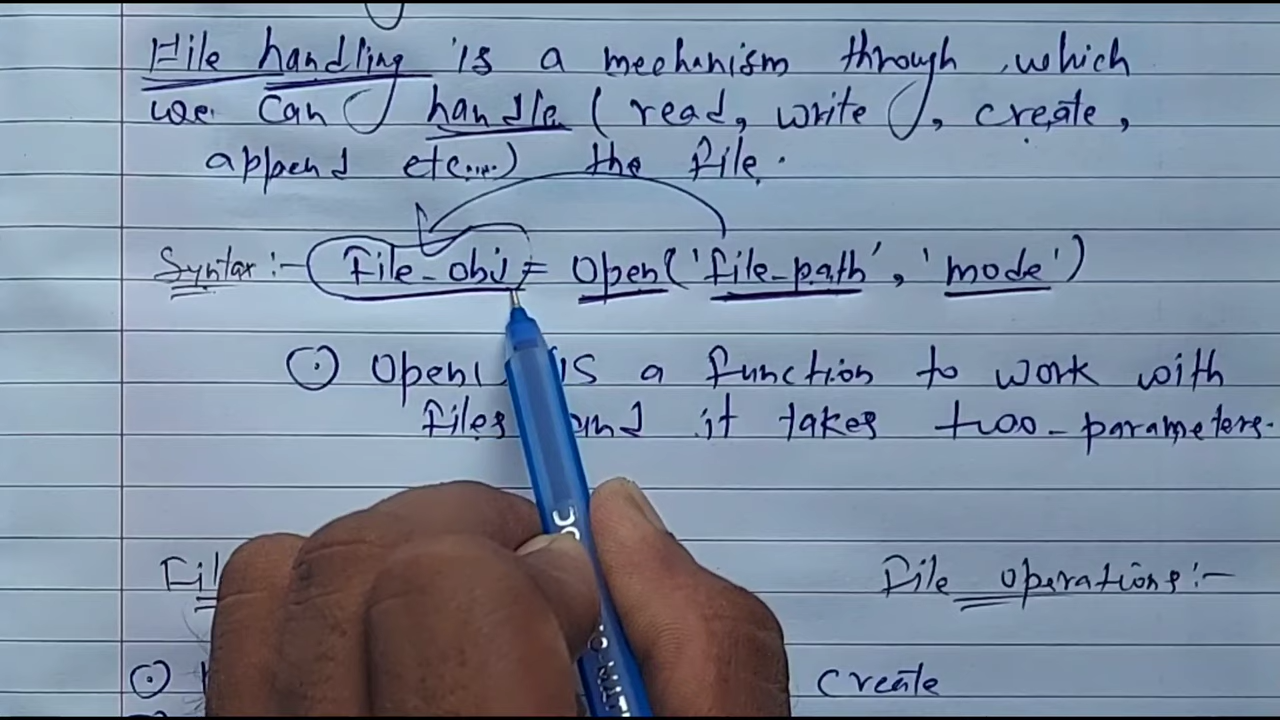 File handling is a mechanism through which
we can handle (read, write, create,
append etc....) the file.
Syntax :- File_obj = open('file_path', 'mode')
open() is a function to work with
files and it takes two-parameters.
File operations :-
create